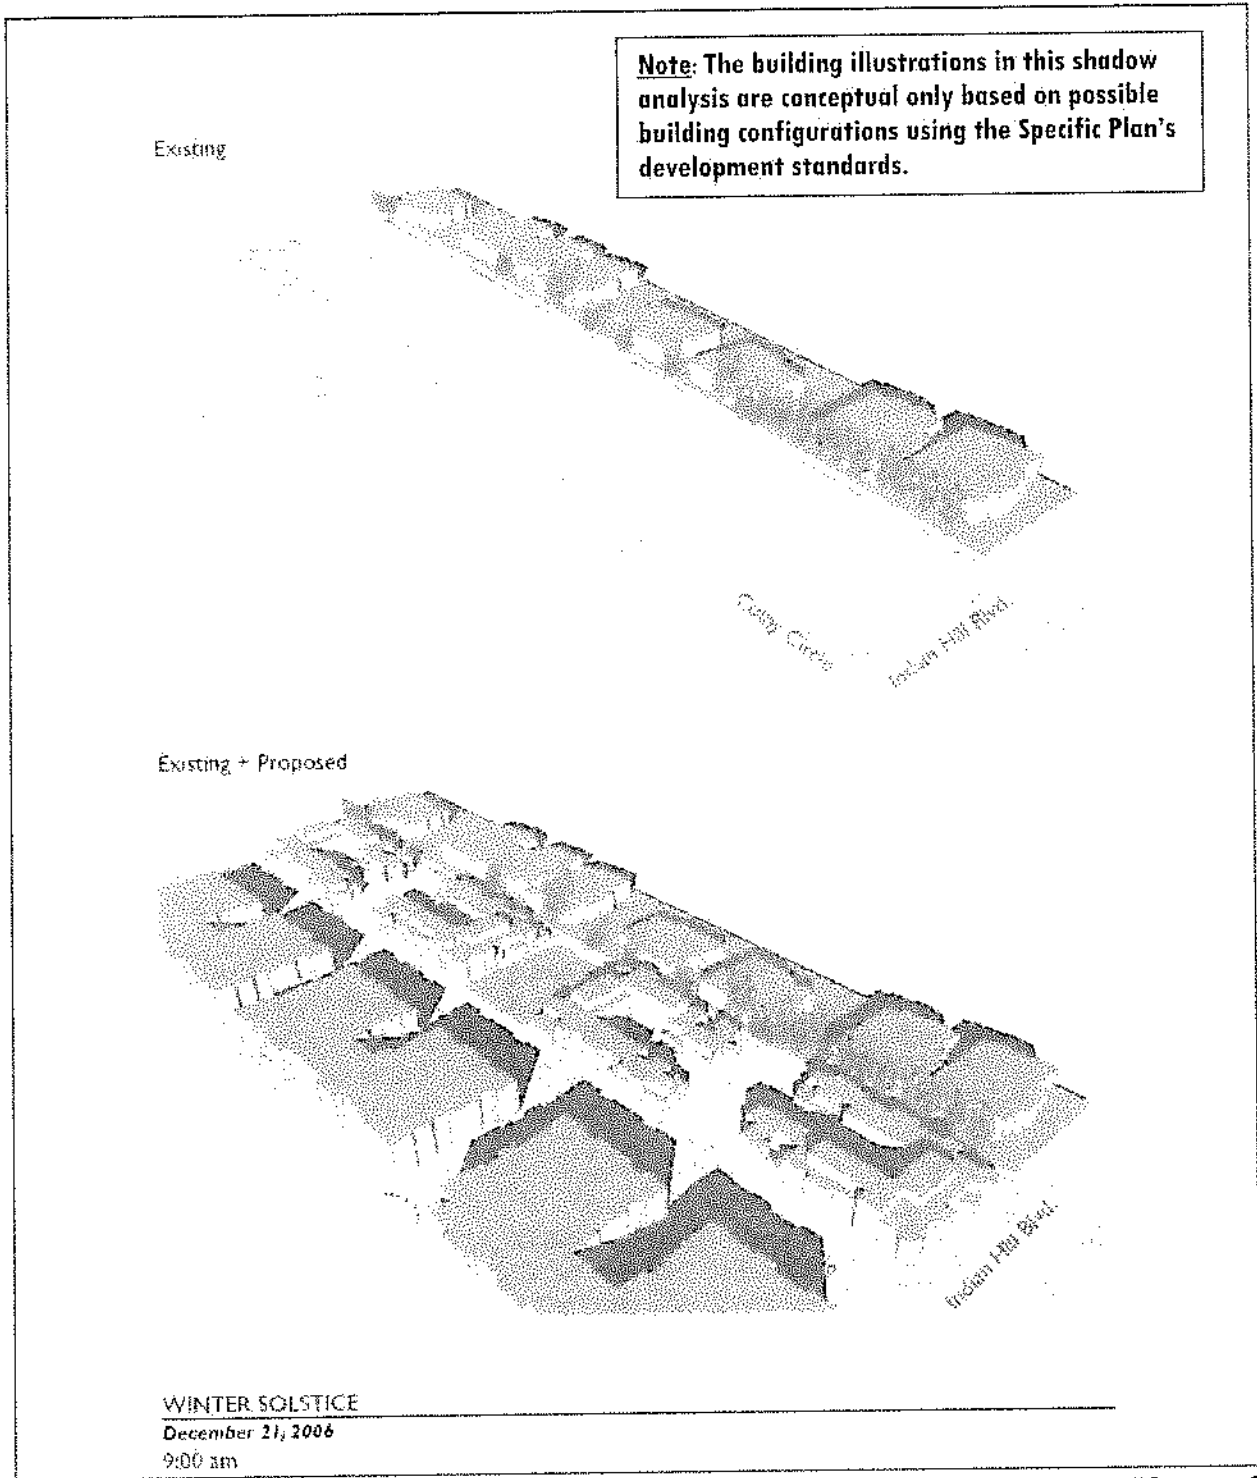 Note: The building illustrations in this shadow
analysis are conceptual only based on possible
building configurations using the Specific Plan's
development standards.
Existing
Circle
Indian Hill Blvd.
Existing + Proposed
Indian Hill Blvd.
WINTER SOLSTICE
December 21, 2006
9:00 am